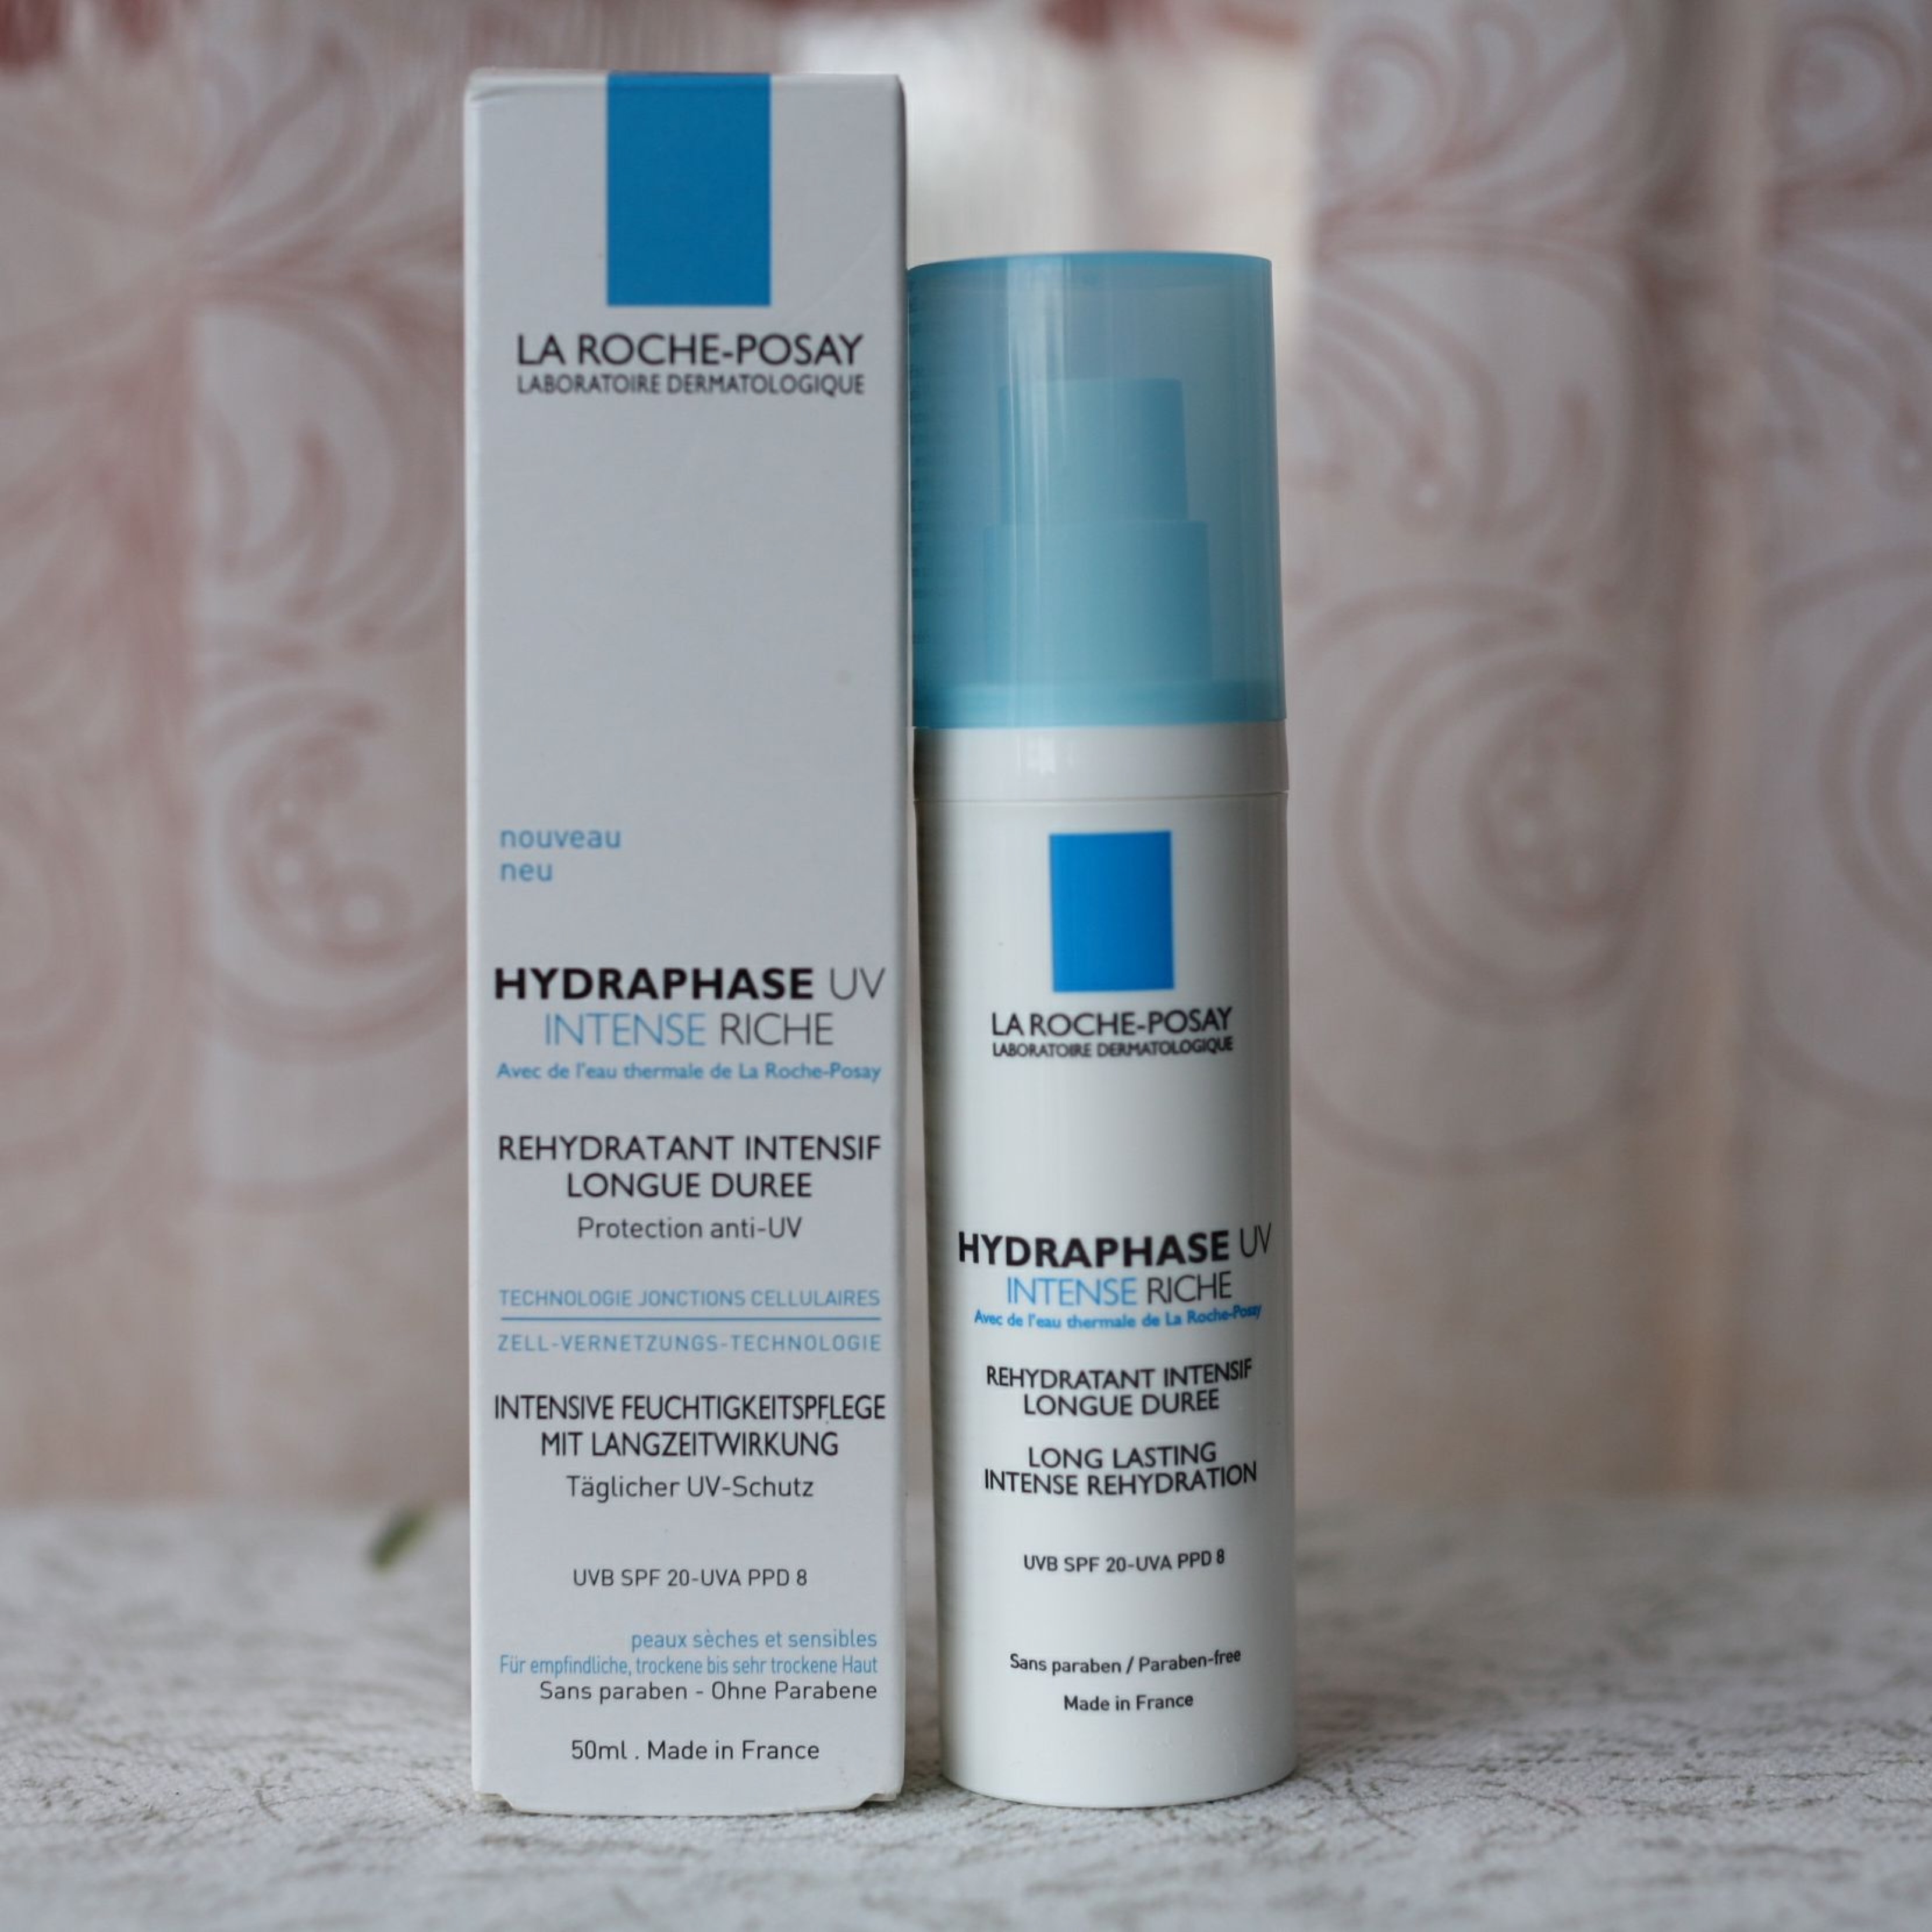 LA ROCHE-POSAY
LABORATOIRE DERMATOLOGIQUE
nouveau
neu
HYDRAPHASE UV
INTENSE RICHE
Avec de l'eau thermale de La Roche-Posay
REHYDRATANT INTENSIF
LONGUE DUREE
Protection anti-UV
TECHNOLOGIE JONCTIONS CELLULAIRES
ZELL-VERNETZUNGS-TECHNOLOGIE
INTENSIVE FEUCHTIGKEITSPFLEGE
MIT LANGZEITWIRKUNG
Täglicher UV-Schutz
UVB SPF 20-UVA PPD 8
peaux sèches et sensibles
Für empfindliche, trockene bis sehr trockene Haut
Sans paraben - Ohne Parabene
50ml . Made in France
LA ROCHE-POSAY
LABORATOIRE DERMATOLOGIQUE
HYDRAPHASE UV
INTENSE RICHE
Avec de l'eau thermale de La Roche-Posay
REHYDRATANT INTENSIF
LONGUE DUREE
LONG LASTING
INTENSE REHYDRATION
UVB SPF 20-UVA PPD 8
Sans paraben / Paraben-free
Made in France